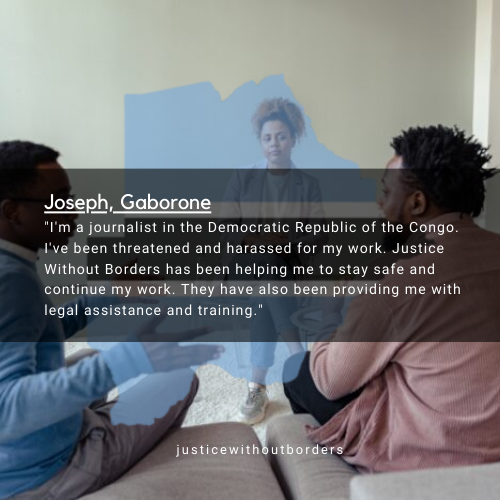 Joseph, Gaborone
"I'm a journalist in the Democratic Republic of the Congo.
I've been threatened and harassed for my work. Justice
Without Borders has been helping me to stay safe and
continue my work. They have also been providing me with
legal assistance and training."
justicewithoutborders